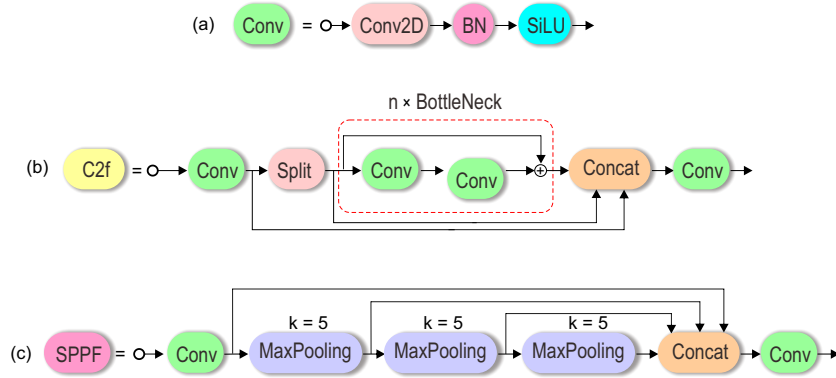 (a) Conv = Conv2D BN SiLU
n × BottleNeck
(b) C2f = Conv Split Conv Conv + Concat Conv
k = 5 k = 5 k = 5
(c) SPPF = Conv MaxPooling MaxPooling MaxPooling Concat Conv